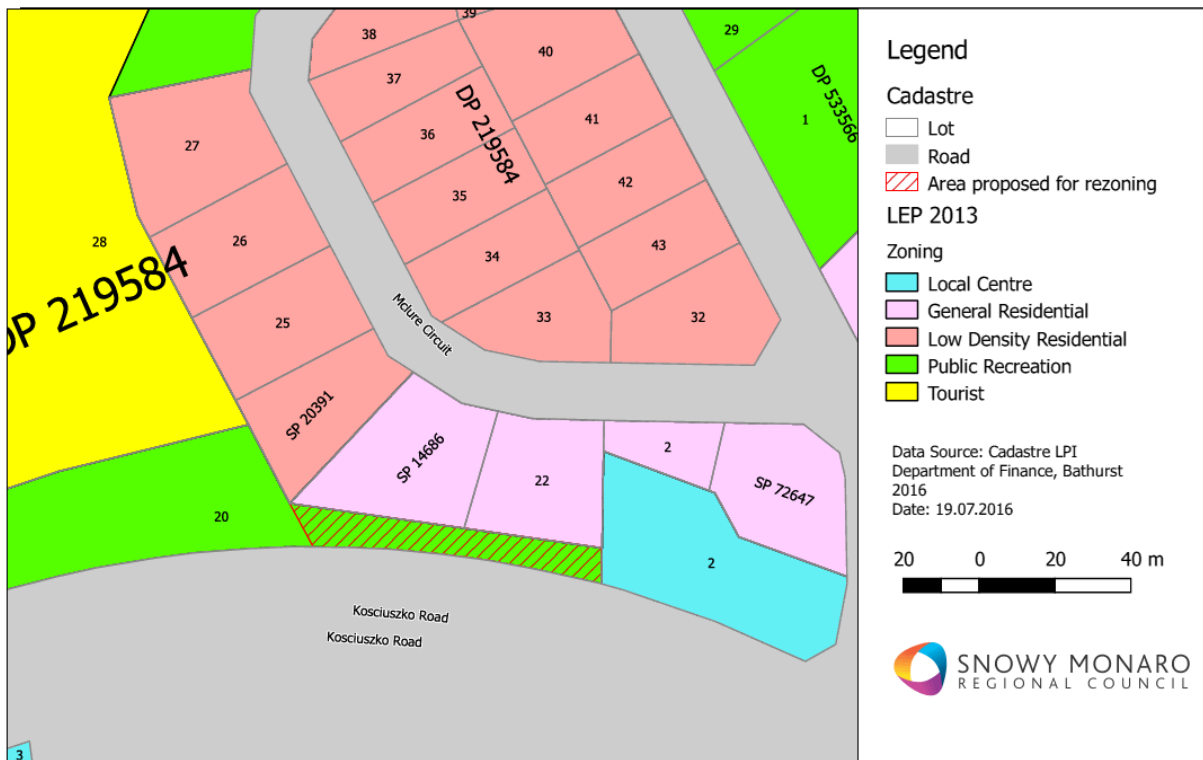 39
38
40
29
37
DP 533566
1
DP 219584
41
36
27
42
35
26
28
43
34
DP 219584
25
33
32
Mclure Circuit
SP 20391
SP 14686
2
22
SP 72647
20
2
Kosciuszko Road
Kosciuszko Road
3
Legend
Cadastre
Lot
Road
Area proposed for rezoning
LEP 2013
Zoning
Local Centre
General Residential
Low Density Residential
Public Recreation
Tourist
Data Source: Cadastre LPI
Department of Finance, Bathurst
2016
Date: 19.07.2016
20 0 20 40 m
SNOWY MONARO
REGIONAL COUNCIL